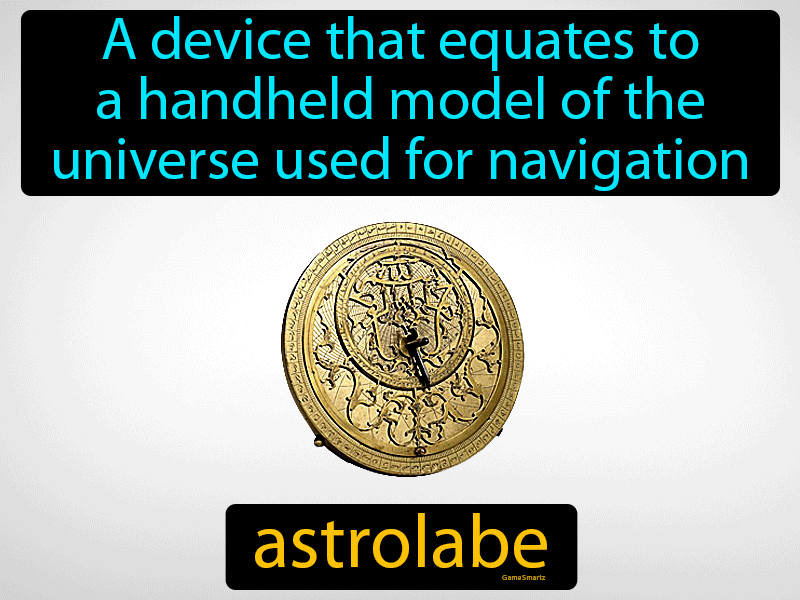 A device that equates to
a handheld model of the
universe used for navigation
astrolabe
GameSmartz